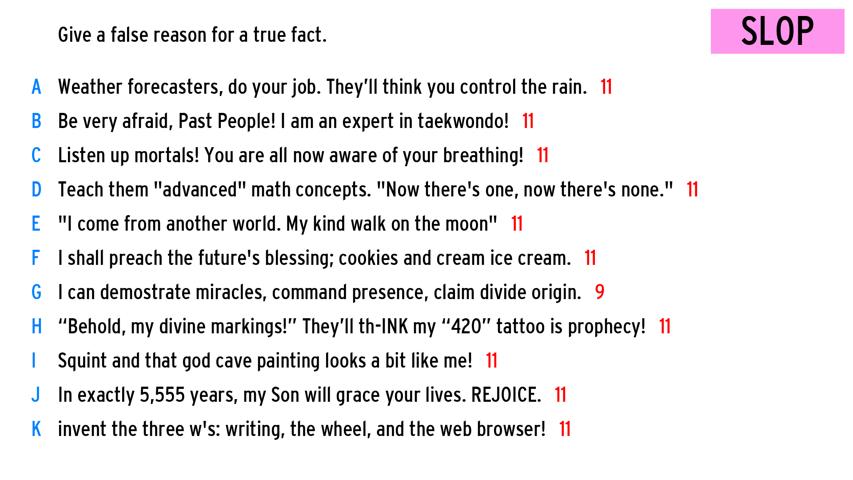 Give a false reason for a true fact.
SLOP
A Weather forecasters, do your job. They'll think you control the rain. 11
B Be very afraid, Past People! I am an expert in taekwondo! 11
C Listen up mortals! You are all now aware of your breathing! 11
D Teach them "advanced" math concepts. "Now there's one, now there's none." 11
E "I come from another world. My kind walk on the moon" 11
F I shall preach the future's blessing; cookies and cream ice cream. 11
G I can demostrate miracles, command presence, claim divide origin. 9
H “Behold, my divine markings!” They’ll th-INK my “420” tattoo is prophecy! 11
I Squint and that god cave painting looks a bit like me! 11
J In exactly 5,555 years, my Son will grace your lives. REJOICE. 11
K invent the three w's: writing, the wheel, and the web browser! 11